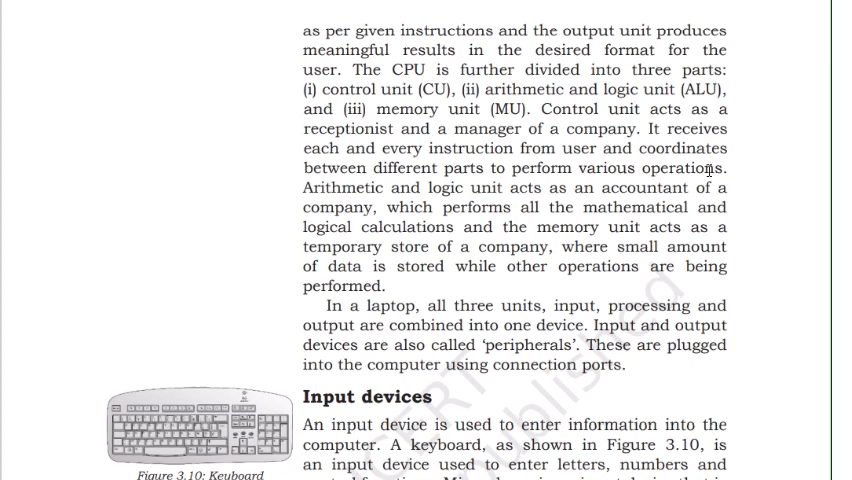 as per given instructions and the output unit produces
meaningful results in the desired format for the
user. The CPU is further divided into three parts:
(i) control unit (CU), (ii) arithmetic and logic unit (ALU),
and (iii) memory unit (MU). Control unit acts as a
receptionist and a manager of a company. It receives
each and every instruction from user and coordinates
between different parts to perform various operations.
Arithmetic and logic unit acts as an accountant of a
company, which performs all the mathematical and
logical calculations and the memory unit acts as a
temporary store of a company, where small amount
of data is stored while other operations are being
performed.
In a laptop, all three units, input, processing and
output are combined into one device. Input and output
devices are also called ‘peripherals’. These are plugged
into the computer using connection ports.
Input devices
An input device is used to enter information into the
computer. A keyboard, as shown in Figure 3.10, is
an input device used to enter letters, numbers and
Figure 3.10: Keyboard
published